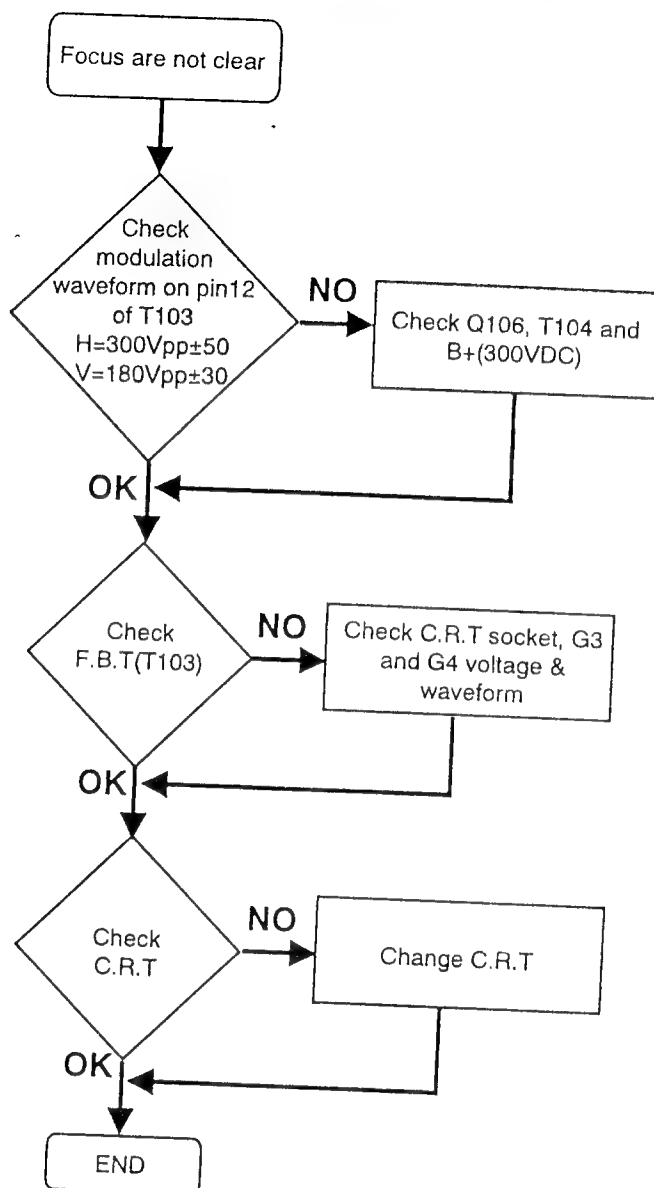 Focus are not clear
Check
modulation
waveform on pin12
of T103
H=300Vpp±50
V=180Vpp±30
NO
Check Q106, T104 and
B+(300VDC)
OK
Check
F.B.T(T103)
NO
Check C.R.T socket, G3
and G4 voltage &
waveform
OK
Check
C.R.T
NO
Change C.R.T
OK
END